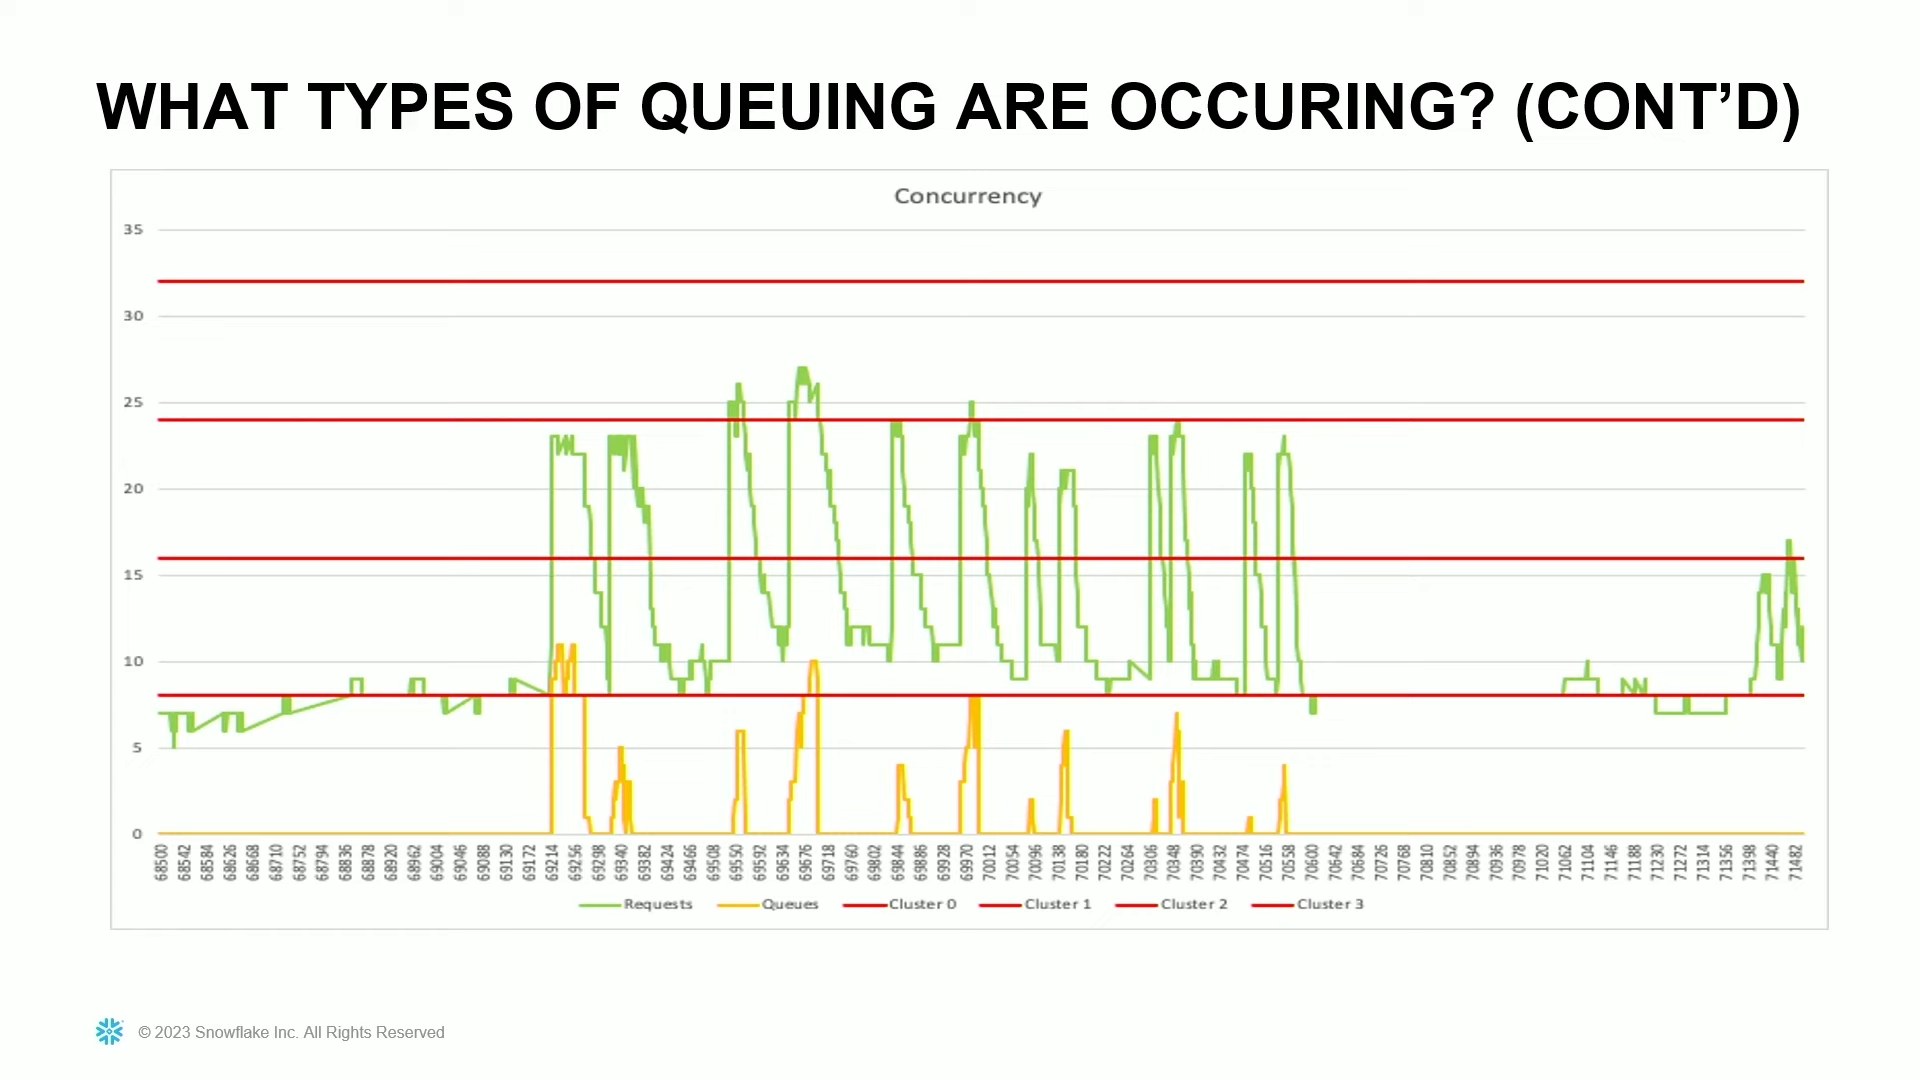 WHAT TYPES OF QUEUING ARE OCCURING? (CONT’D)
Concurrency
35
30
25
20
15
10
5
0
68500 68542 68584 68626 68668 68710 68752 68794 68836 68878 68920 68962 69004 69046 69088 69130 69172 69214 69256 69298 69340 69382 69424 69466 69508 69550 69592 69634 69676 69718 69760 69802 69844 69886 69928 69970 70012 70054 70096 70138 70180 70222 70264 70306 70348 70390 70432 70474 70516 70558 70600 70642 70684 70726 70768 70810 70852 70894 70936 70978 71020 71062 71104 71146 71188 71230 71272 71314 71356 71398 71440 71482
Requests Queues Cluster 0 Cluster 1 Cluster 2 Cluster 3
© 2023 Snowflake Inc. All Rights Reserved